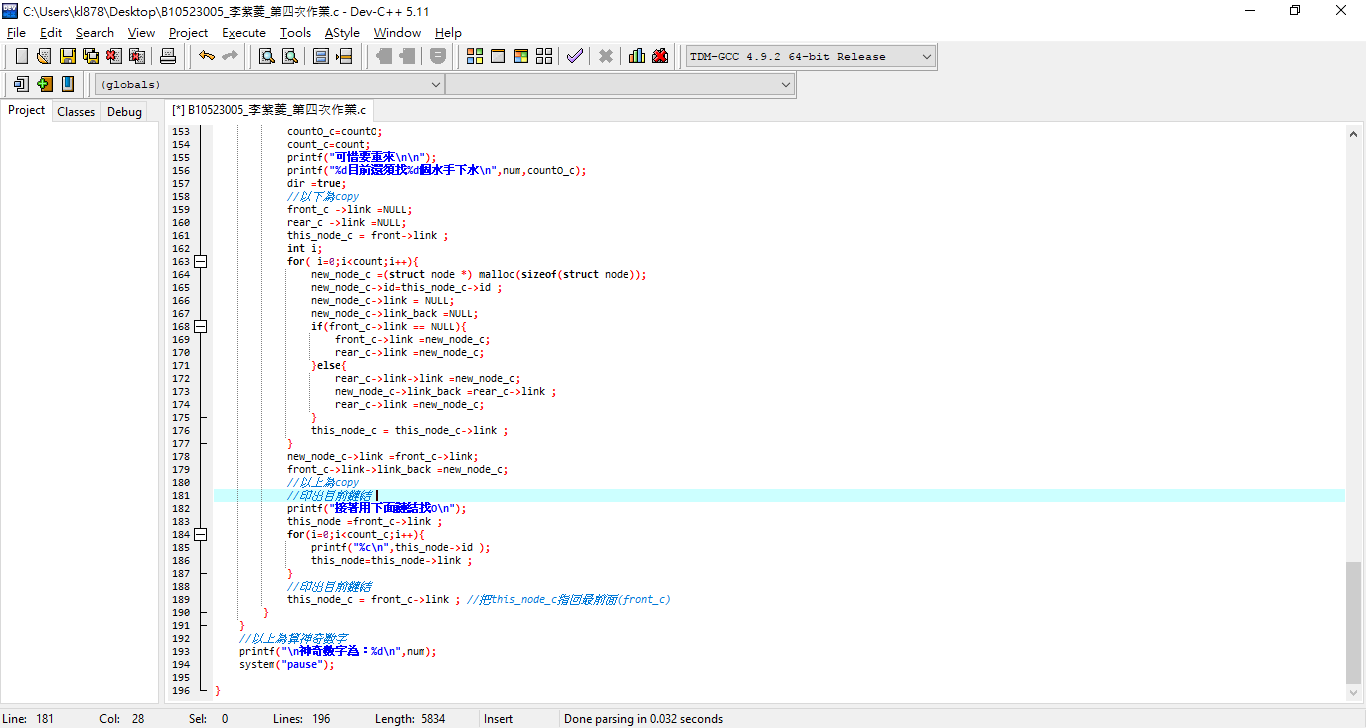 C:\Users\kl878\Desktop\B10523005_李紫菱_第四次作業.c - Dev-C++ 5.11
File Edit Search View Project Execute Tools AStyle Window Help
TDM-GCC 4.9.2 64-bit Release
(globals)
Project Classes Debug
[*] B10523005_李紫菱_第四次作業.c
153 countO_c=countO;
154 count_c=count;
155 printf("可惜要重來\n\n");
156 printf("%d目前還須找%d個水手下水\n",num,countO_c);
157 dir =true;
158 //以下為copy
159 front_c ->link =NULL;
160 rear_c ->link =NULL;
161 this_node_c = front->link ;
162 int i;
163 for( i=0;i<count;i++){
164 new_node_c =(struct node *) malloc(sizeof(struct node));
165 new_node_c->id=this_node_c->id ;
166 new_node_c->link = NULL;
167 new_node_c->link_back =NULL;
168 if(front_c->link == NULL){
169 front_c->link =new_node_c;
170 rear_c->link =new_node_c;
171 }else{
172 rear_c->link->link =new_node_c;
173 new_node_c->link_back =rear_c->link ;
174 rear_c->link =new_node_c;
175 }
176 this_node_c = this_node_c->link ;
177 }
178 new_node_c->link =front_c->link;
179 front_c->link->link_back =new_node_c;
180 //以上為copy
181 //印出目前鏈結
182 printf("接著用下面鏈結找O\n");
183 this_node =front_c->link ;
184 for(i=0;i<count_c;i++){
185 printf("%c\n",this_node->id );
186 this_node=this_node->link ;
187 }
188 //印出目前鏈結
189 this_node_c = front_c->link ; //把this_node_c指回最前面(front_c)
190 }
191 }
192 //以上為算神奇數字
193 printf("\n神奇數字為：%d\n",num);
194 system("pause");
195
196 }
Line: 181 Col: 28 Sel: 0 Lines: 196 Length: 5834 Insert Done parsing in 0.032 seconds